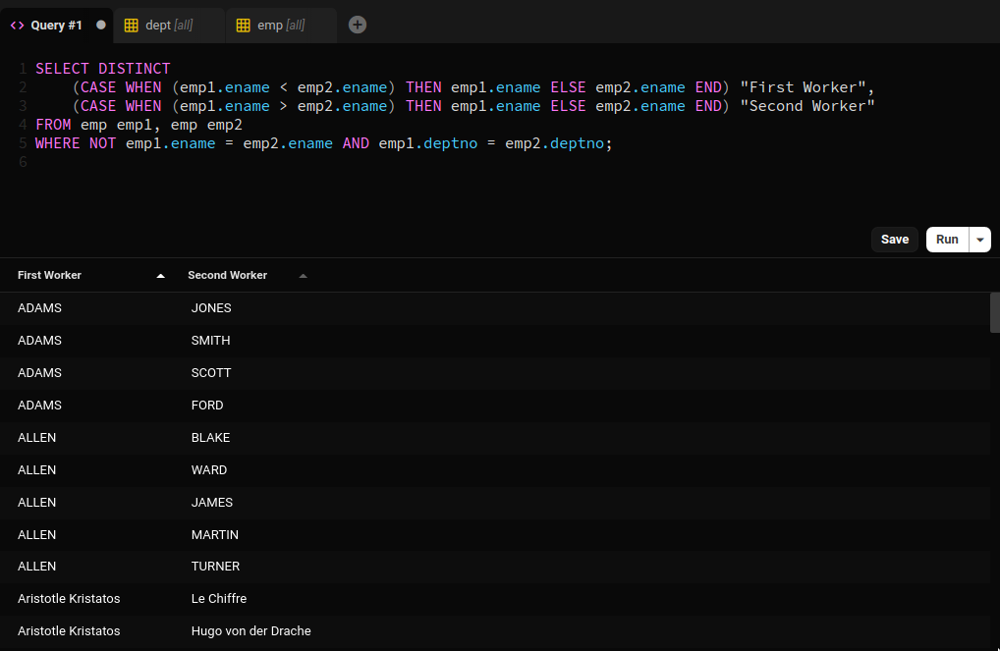 Query #1 dept [all] emp [all]
1 SELECT DISTINCT
2 (CASE WHEN (emp1.ename < emp2.ename) THEN emp1.ename ELSE emp2.ename END) "First Worker",
3 (CASE WHEN (emp1.ename > emp2.ename) THEN emp1.ename ELSE emp2.ename END) "Second Worker"
4 FROM emp emp1, emp emp2
5 WHERE NOT emp1.ename = emp2.ename AND emp1.deptno = emp2.deptno;
6
Save Run
First Worker Second Worker
ADAMS JONES
ADAMS SMITH
ADAMS SCOTT
ADAMS FORD
ALLEN BLAKE
ALLEN WARD
ALLEN JAMES
ALLEN MARTIN
ALLEN TURNER
Aristotle Kristatos Le Chiffre
Aristotle Kristatos Hugo von der Drache